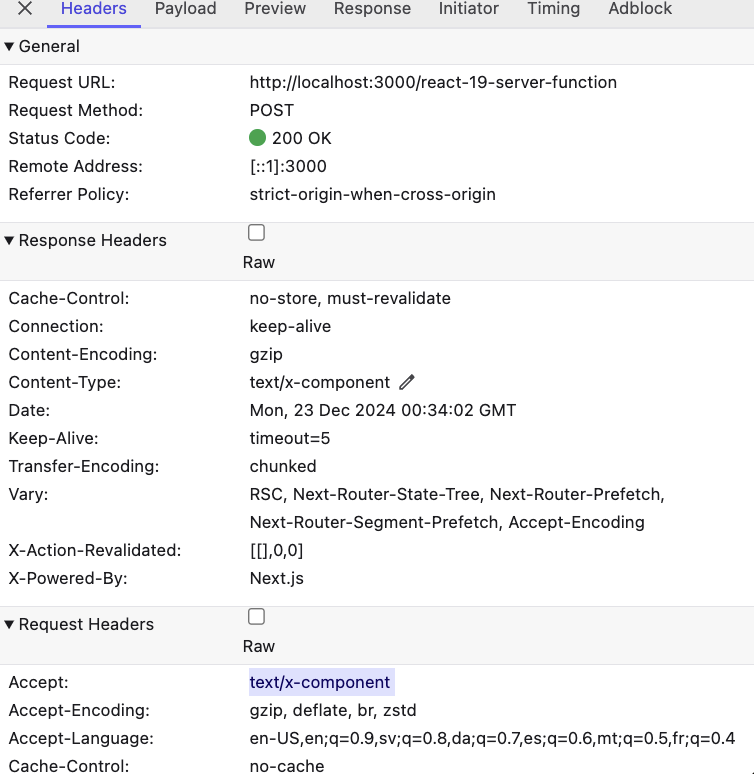 Headers Payload Preview Response Initiator Timing Adblock
General
Request URL: http://localhost:3000/react-19-server-function
Request Method: POST
Status Code: 200 OK
Remote Address: [::1]:3000
Referrer Policy: strict-origin-when-cross-origin
Response Headers
Raw
Cache-Control: no-store, must-revalidate
Connection: keep-alive
Content-Encoding: gzip
Content-Type: text/x-component
Date: Mon, 23 Dec 2024 00:34:02 GMT
Keep-Alive: timeout=5
Transfer-Encoding: chunked
Vary: RSC, Next-Router-State-Tree, Next-Router-Prefetch,
Next-Router-Segment-Prefetch, Accept-Encoding
X-Action-Revalidated: [[],0,0]
X-Powered-By: Next.js
Request Headers
Raw
Accept: text/x-component
Accept-Encoding: gzip, deflate, br, zstd
Accept-Language: en-US,en;q=0.9,sv;q=0.8,da;q=0.7,es;q=0.6,mt;q=0.5,fr;q=0.4
Cache-Control: no-cache